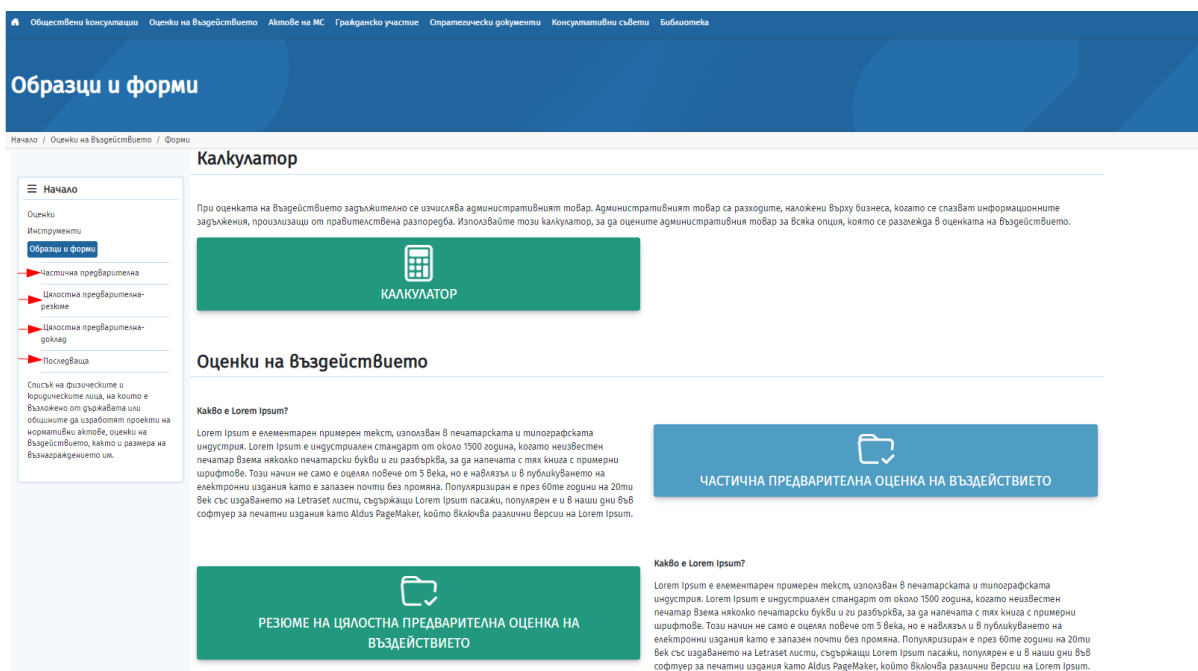 Обществени консултации Оценки на въздействието Актове на МС Гражданско участие Стратегически документи Консултативни съвети Библиотека
Образци и форми
Начало / Оценки на въздействието / Форми
Начало
Оценки
Инструменти
Образци и форми
Частична предварителна
Цялостна предварителна-
резюме
Цялостна предварителна-
доклад
Последваща
Списък на физическите и
юридическите лица, на които е
възложено от държавата или
общините да изработят проекти на
нормативни актове, оценки на
въздействието, както и размера на
възнаграждението им.
Калкулатор
При оценката на въздействието задължително се изчислява административният товар. Административният товар са разходите, наложени върху бизнеса, когато се спазват информационните
задължения, произлизащи от правителствена разпоредба. Използвайте този калкулатор, за да оцените административния товар за всяка опция, която се разглежда в оценката на въздействието.
КАЛКУЛАТОР
Оценки на въздействието
Какво е Lorem Ipsum?
Lorem Ipsum е елементарен примерен текст, използван в печатарската и типографската
индустрия. Lorem Ipsum е индустриален стандарт от около 1500 година, когато неизвестен
печатар взема няколко печатарски букви и ги разбърква, за да напечата с тях книга с примерни
шрифтове. Този начин не само е оцелял повече от 5 века, но е навлязъл и в публикуването на
електронни издания като е запазен почти без промяна. Популяризиран е през 60те години на 20ти
век със издаването на Letraset листи, съдържащи Lorem Ipsum пасажи, популярен е и в наши дни във
софтуер за печатни издания като Aldus PageMaker, който включва различни версии на Lorem Ipsum.
ЧАСТИЧНА ПРЕДВАРИТЕЛНА ОЦЕНКА НА ВЪЗДЕЙСТВИЕТО
РЕЗЮМЕ НА ЦЯЛОСТНА ПРЕДВАРИТЕЛНА ОЦЕНКА НА
ВЪЗДЕЙСТВИЕТО
Какво е Lorem Ipsum?
Lorem Ipsum е елементарен примерен текст, използван в печатарската и типографската
индустрия. Lorem Ipsum е индустриален стандарт от около 1500 година, когато неизвестен
печатар взема няколко печатарски букви и ги разбърква, за да напечата с тях книга с примерни
шрифтове. Този начин не само е оцелял повече от 5 века, но е навлязъл и в публикуването на
електронни издания като е запазен почти без промяна. Популяризиран е през 60те години на 20ти
век със издаването на Letraset листи, съдържащи Lorem Ipsum пасажи, популярен е и в наши дни във
софтуер за печатни издания като Aldus PageMaker, който включва различни версии на Lorem Ipsum.